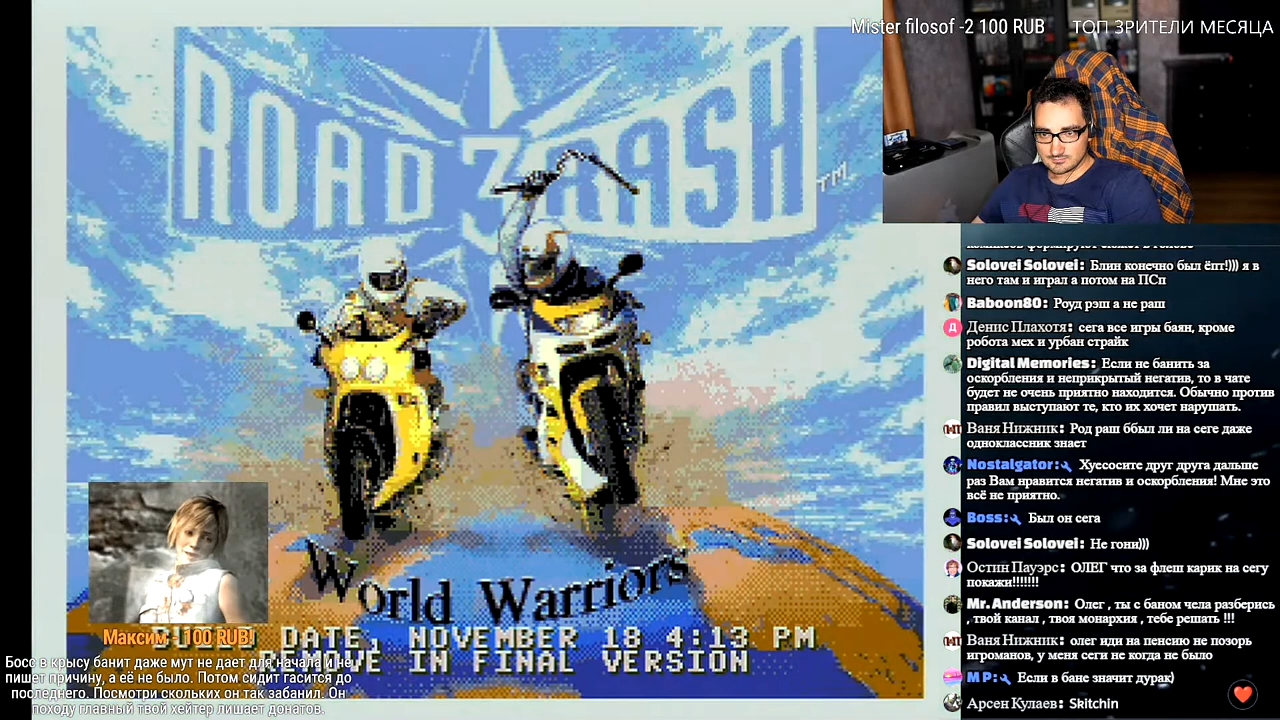 Mister filosof -2 100 RUB
ТОП ЗРИТЕЛИ МЕСЯЦА
ROAD 3 RASH
TM
World Warriors
DATE, NOVEMBER 18 4:13 PM
REMOVE IN FINAL VERSION
Максим - 100 RUB!
Босс в крысу банит даже мут не дает для начала и не
пишет причину, а её не было. Потом сидит гасится до
последнего. Посмотри скольких он так забанил. Он
походу главный твой хейтер лишает донатов.
комиксов формируют сюжет в голове
Solovei Solovei: Блин конечно был ёпт!))) я в
него там и играл а потом на ПСп
Baboon80: Роуд рэш а не раш
Д
Денис Плахотя: сега все игры баян, кроме
робота мех и урбан страйк
Digital Memories: Если не банить за
оскорбления и неприкрытый негатив, то в чате
будет не очень приятно находится. Обычно против
правил выступают те, кто их хочет нарушать.
Ваня Нижник: Род раш ббыл ли на сеге даже
одноклассник знает
Nostalgator: Хуесосите друг друга дальше
раз Вам нравится негатив и оскорбления! Мне это
всё не приятно.
Boss: Был он сега
Solovei Solovei: Не гони)))
Остин Пауэрс: ОЛЕГ что за флеш карик на сегу
покажи!!!!!!!
Mr. Anderson: Олег , ты с баном чела разберись
, твой канал , твоя монархия , тебе решать !!!
Ваня Нижник: олег иди на пенсию не позорь
игроманов, у меня сеги не когда не было
M P: Если в бане значит дурак)
Арсен Кулаев: Skitchin